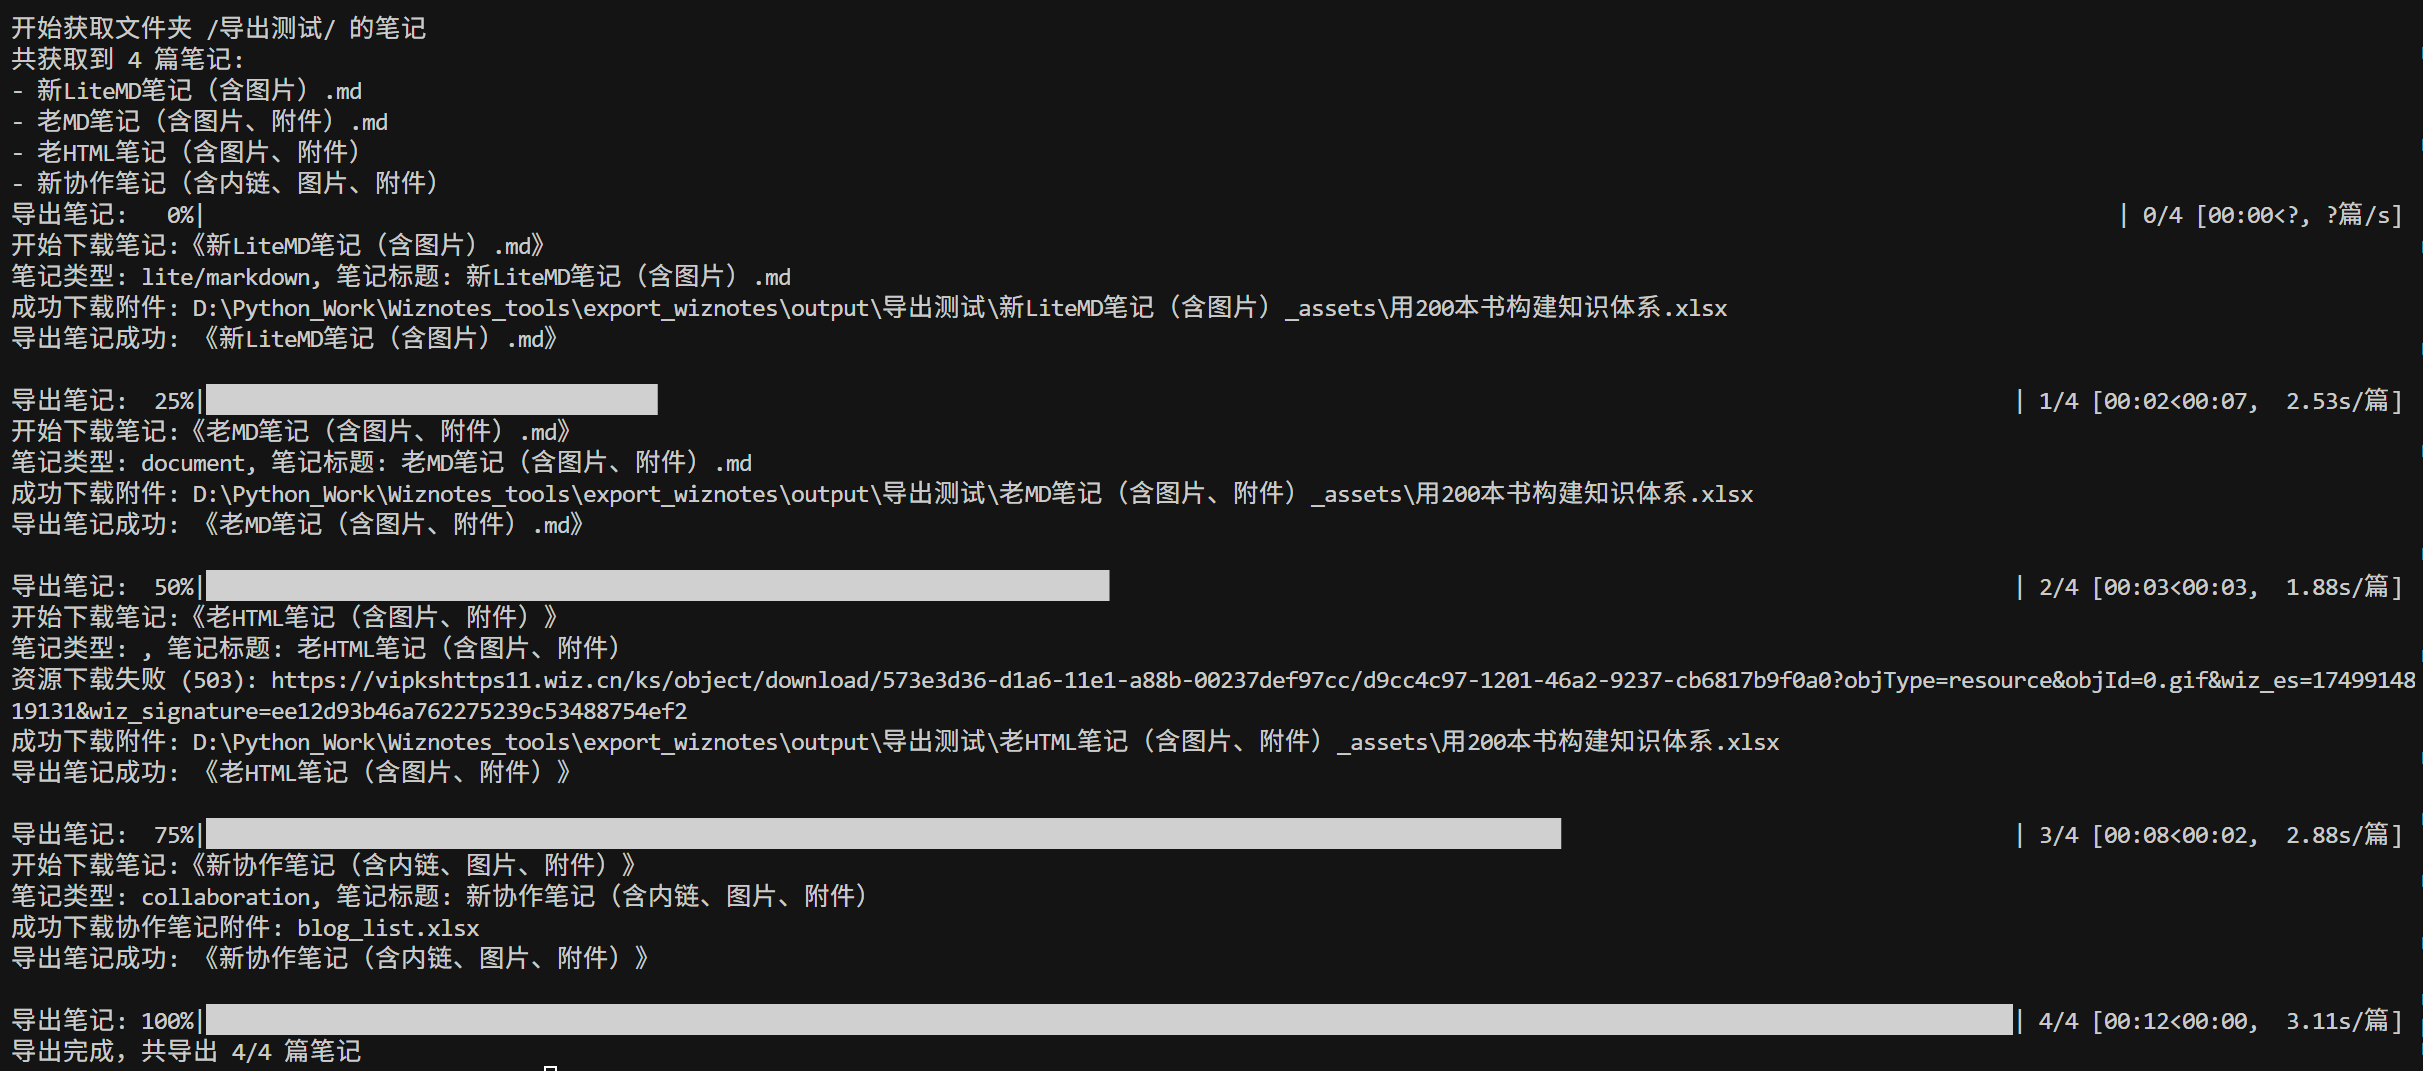 开始获取文件夹 /导出测试/ 的笔记
共获取到 4 篇笔记:
- 新LiteMD笔记（含图片）.md
- 老MD笔记（含图片、附件）.md
- 老HTML笔记（含图片、附件）
- 新协作笔记（含内链、图片、附件）
导出笔记:   0%| | 0/4 [00:00<?, ?篇/s]
开始下载笔记:《新LiteMD笔记（含图片）.md》
笔记类型: lite/markdown, 笔记标题: 新LiteMD笔记（含图片）.md
成功下载附件: D:\Python_Work\Wiznotes_tools\export_wiznotes\output\导出测试\新LiteMD笔记（含图片）_assets\用200本书构建知识体系.xlsx
导出笔记成功: 《新LiteMD笔记（含图片）.md》
导出笔记:  25%| | 1/4 [00:02<00:07,  2.53s/篇]
开始下载笔记:《老MD笔记（含图片、附件）.md》
笔记类型: document, 笔记标题: 老MD笔记（含图片、附件）.md
成功下载附件: D:\Python_Work\Wiznotes_tools\export_wiznotes\output\导出测试\老MD笔记（含图片、附件）_assets\用200本书构建知识体系.xlsx
导出笔记成功: 《老MD笔记（含图片、附件）.md》
导出笔记:  50%| | 2/4 [00:03<00:03,  1.88s/篇]
开始下载笔记:《老HTML笔记（含图片、附件）》
笔记类型: , 笔记标题: 老HTML笔记（含图片、附件）
资源下载失败 (503): https://vipkshttps11.wiz.cn/ks/object/download/573e3d36-d1a6-11e1-a88b-00237def97cc/d9cc4c97-1201-46a2-9237-cb6817b9f0a0?objType=resource&objId=0.gif&wiz_es=17499148
19131&wiz_signature=ee12d93b46a762275239c53488754ef2
成功下载附件: D:\Python_Work\Wiznotes_tools\export_wiznotes\output\导出测试\老HTML笔记（含图片、附件）_assets\用200本书构建知识体系.xlsx
导出笔记成功: 《老HTML笔记（含图片、附件）》
导出笔记:  75%| | 3/4 [00:08<00:02,  2.88s/篇]
开始下载笔记:《新协作笔记（含内链、图片、附件）》
笔记类型: collaboration, 笔记标题: 新协作笔记（含内链、图片、附件）
成功下载协作笔记附件: blog_list.xlsx
导出笔记成功: 《新协作笔记（含内链、图片、附件）》
导出笔记: 100%| | 4/4 [00:12<00:00,  3.11s/篇]
导出完成，共导出 4/4 篇笔记